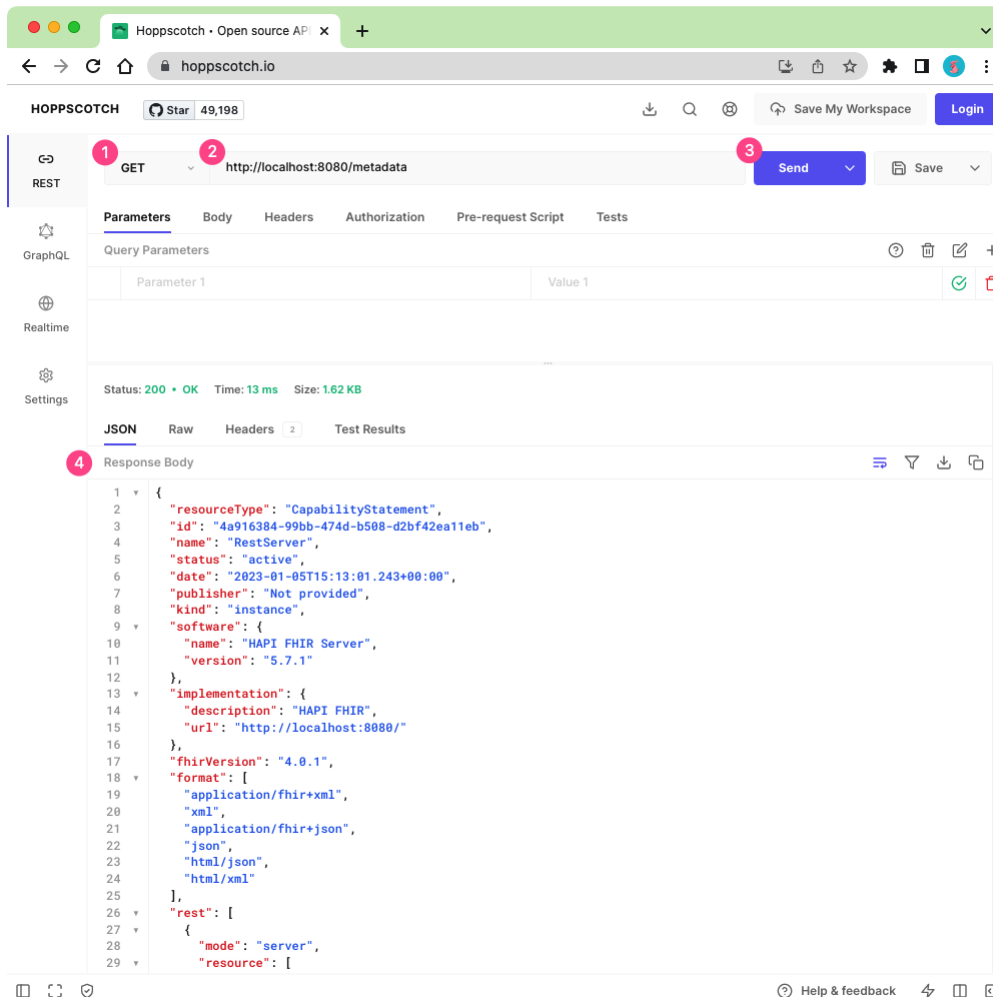 Hoppscotch • Open source API
hoppscotch.io
HOPPSCOTCH
Star 49,198
Save My Workspace
Login
1
GET
2
http://localhost:8080/metadata
3
Send
Save
REST
GraphQL
Realtime
Settings
Parameters Body Headers Authorization Pre-request Script Tests
Query Parameters
Parameter 1 Value 1
Status: 200 • OK Time: 13 ms Size: 1.62 KB
JSON Raw Headers 2 Test Results
4
Response Body
1 {
2 "resourceType": "CapabilityStatement",
3 "id": "4a916384-99bb-474d-b508-d2bf42ea11eb",
4 "name": "RestServer",
5 "status": "active",
6 "date": "2023-01-05T15:13:01.243+00:00",
7 "publisher": "Not provided",
8 "kind": "instance",
9 "software": {
10 "name": "HAPI FHIR Server",
11 "version": "5.7.1"
12 },
13 "implementation": {
14 "description": "HAPI FHIR",
15 "url": "http://localhost:8080/"
16 },
17 "fhirVersion": "4.0.1",
18 "format": [
19 "application/fhir+xml",
20 "xml",
21 "application/fhir+json",
22 "json",
23 "html/json",
24 "html/xml"
25 ],
26 "rest": [
27 {
28 "mode": "server",
29 "resource": [
Help & feedback